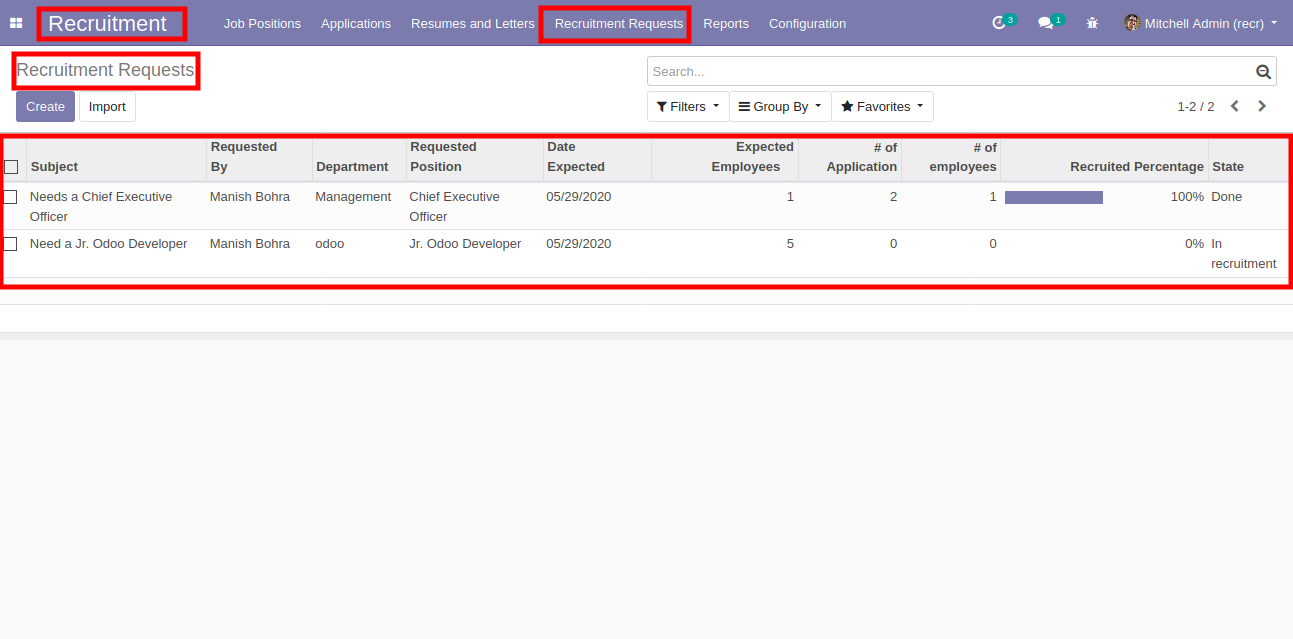 Recruitment Job Positions Applications Resumes and Letters Recruitment Requests Reports Configuration 3 1 Mitchell Admin (recr)
Recruitment Requests
Search...
Create Import Filters Group By Favorites 1-2 / 2
Subject Requested By Department Requested Position Date Expected Expected Employees # of Application # of employees Recruited Percentage State
Needs a Chief Executive Manish Bohra Management Chief Executive 05/29/2020 1 2 1 100% Done
Officer Officer
Need a Jr. Odoo Developer Manish Bohra odoo Jr. Odoo Developer 05/29/2020 5 0 0 0% In
recruitment